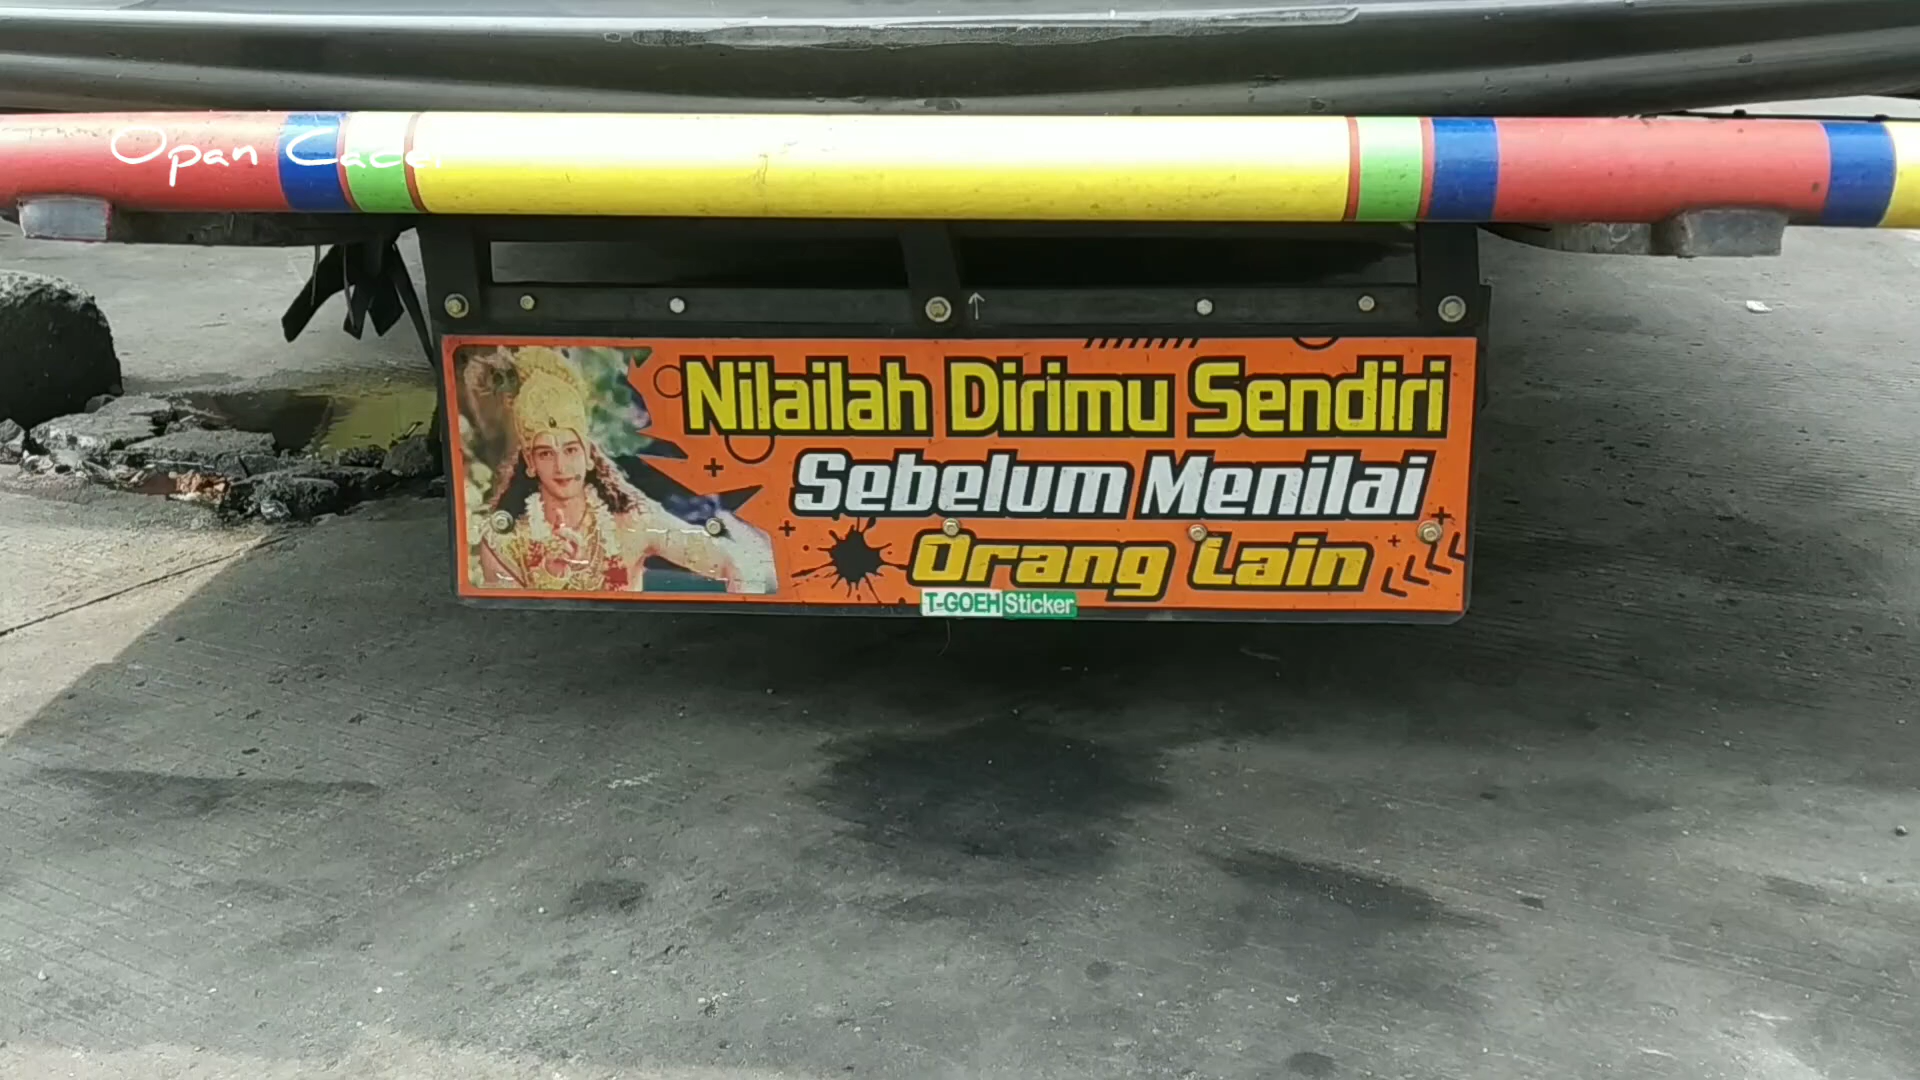 Opan
Nilailah Dirimu Sendiri
Sebelum Menilai
Orang Lain
T-GOEH Sticker